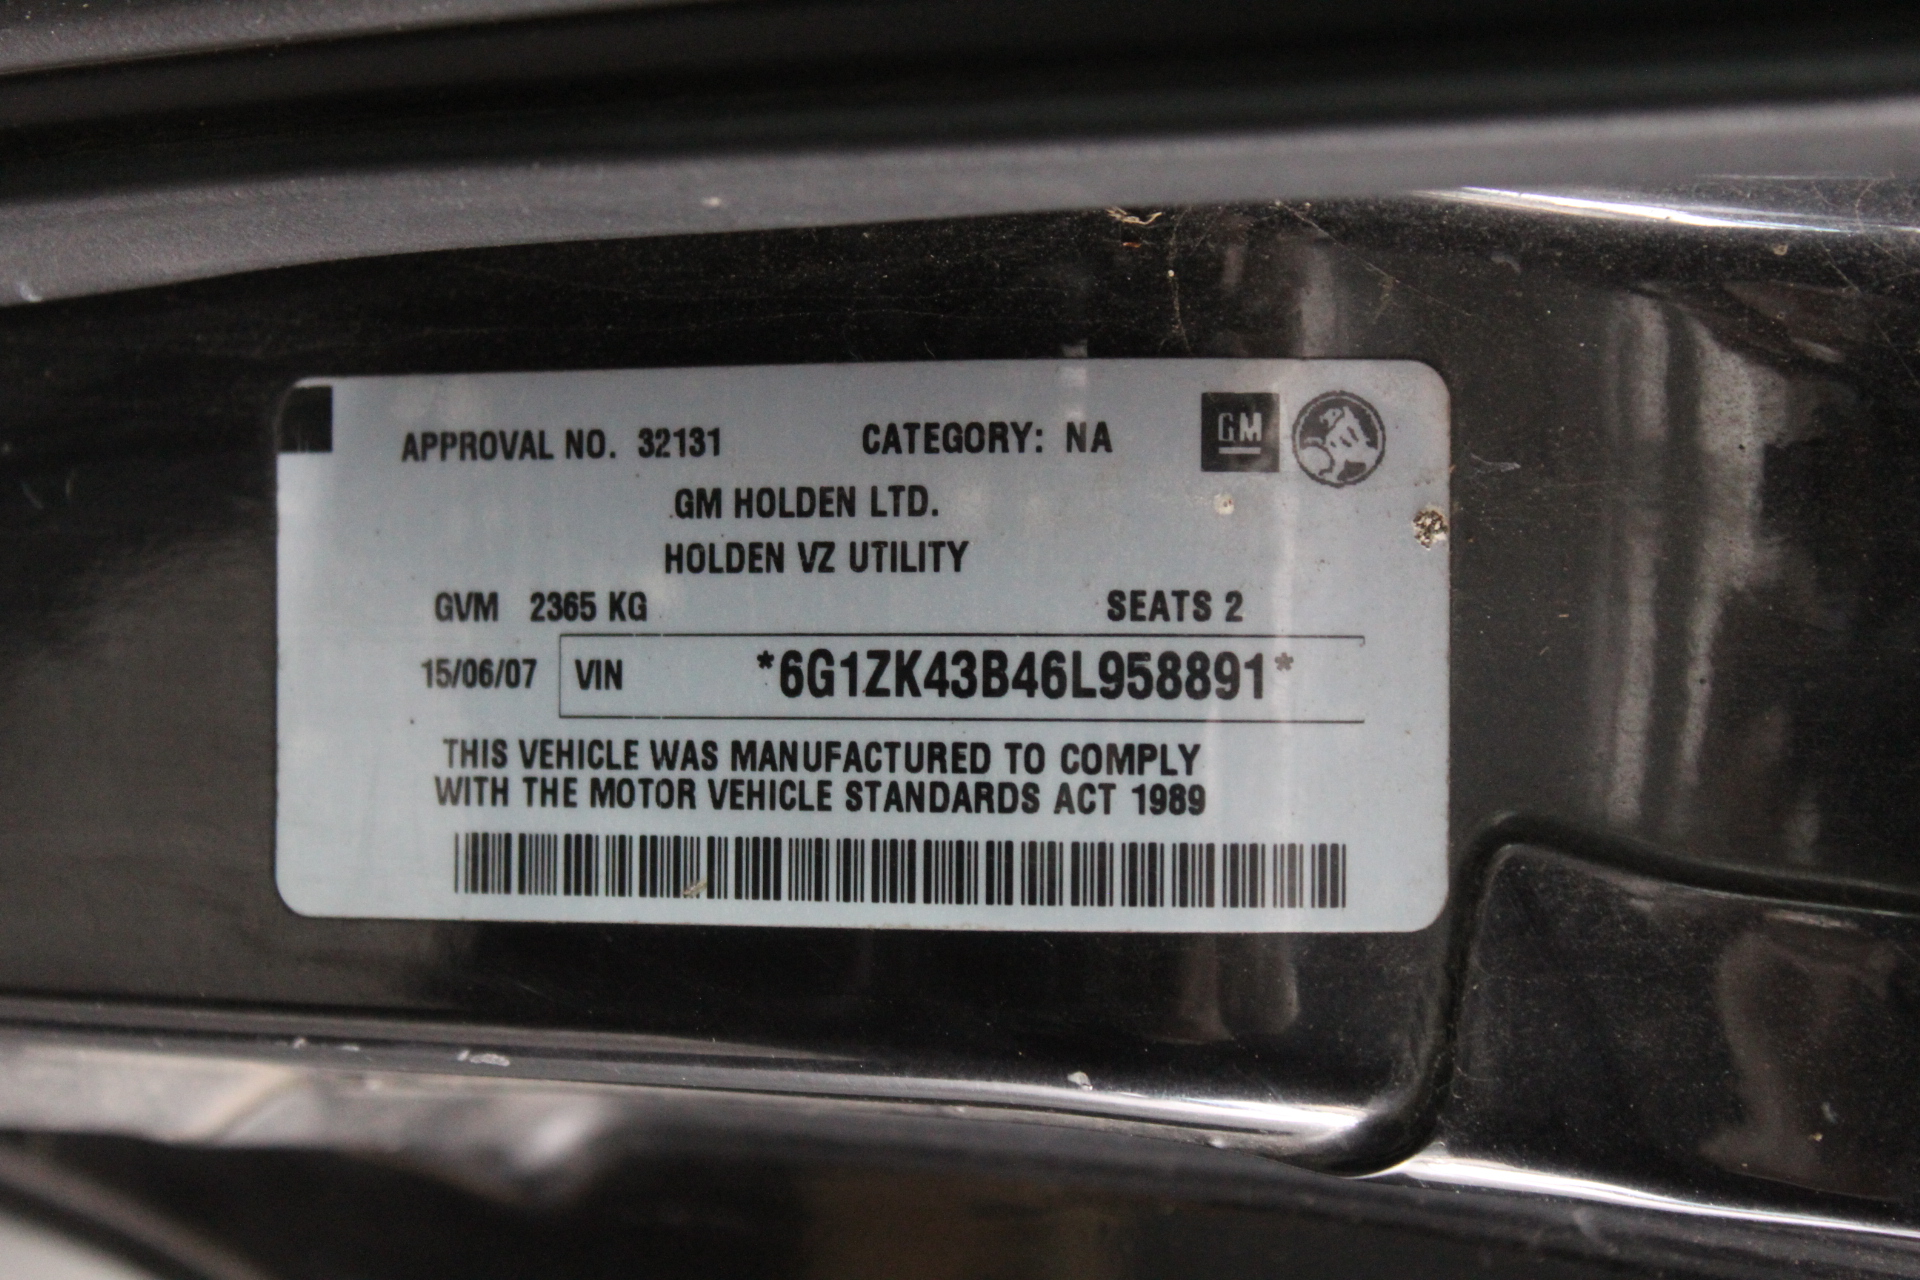 APPROVAL NO. 32131 CATEGORY: NA GM
GM HOLDEN LTD.
HOLDEN VZ UTILITY
GVM 2365 KG SEATS 2
15/06/07 VIN *6G1ZK43B46L958891*
THIS VEHICLE WAS MANUFACTURED TO COMPLY
WITH THE MOTOR VEHICLE STANDARDS ACT 1989